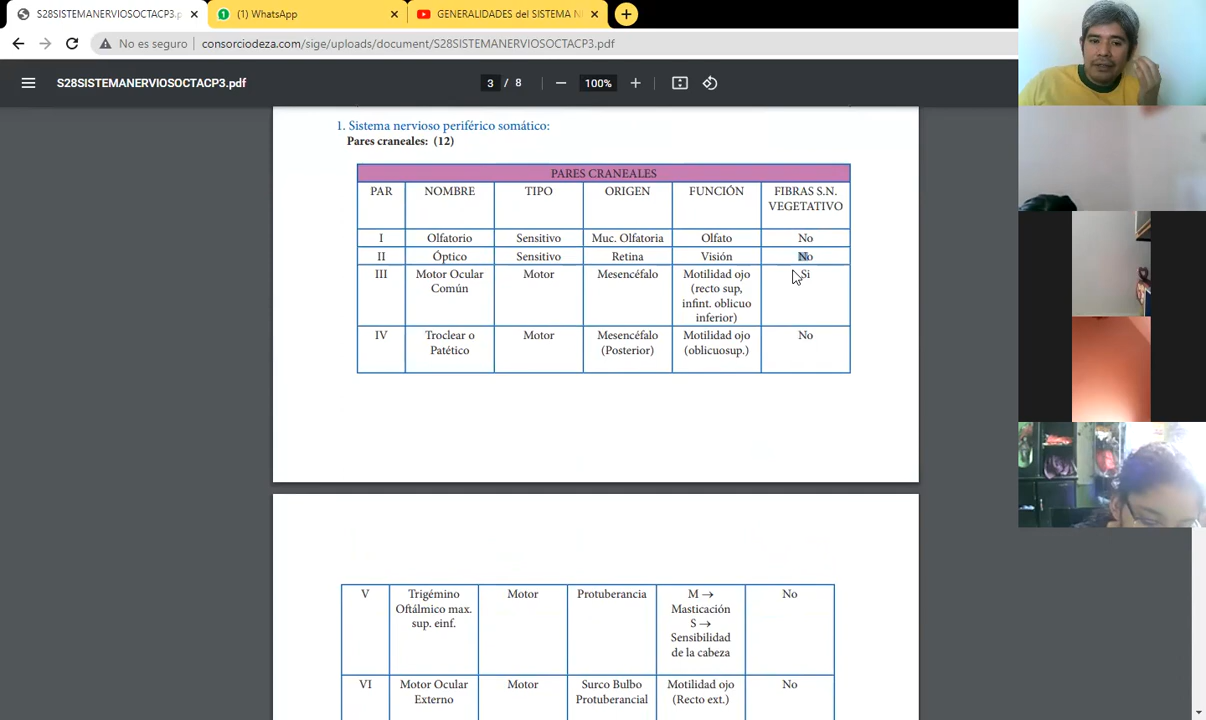 S28SISTEMANERVIOSOCTACP3.p
(1) WhatsApp
GENERALIDADES del SISTEMA N
No es seguro
consorciodeza.com/sige/uploads/document/S28SISTEMANERVIOSOCTACP3.pdf
S28SISTEMANERVIOSOCTACP3.pdf
3 / 8
100%
1. Sistema nervioso periférico somático:
Pares craneales: (12)
PARES CRANEALES
PAR NOMBRE TIPO ORIGEN FUNCIÓN FIBRAS S.N.
VEGETATIVO
I Olfatorio Sensitivo Muc. Olfatoria Olfato No
II Óptico Sensitivo Retina Visión No
III Motor Ocular Motor Mesencéfalo Motilidad ojo Si
Común (recto sup,
infint. oblicuo
inferior)
IV Troclear o Motor Mesencéfalo Motilidad ojo No
Patético (Posterior) (oblicuosup.)
V Trigémino Motor Protuberancia M → No
Oftálmico max. Masticación
sup. einf. S →
Sensibilidad
de la cabeza
VI Motor Ocular Motor Surco Bulbo Motilidad ojo No
Externo Protuberancial (Recto ext.)